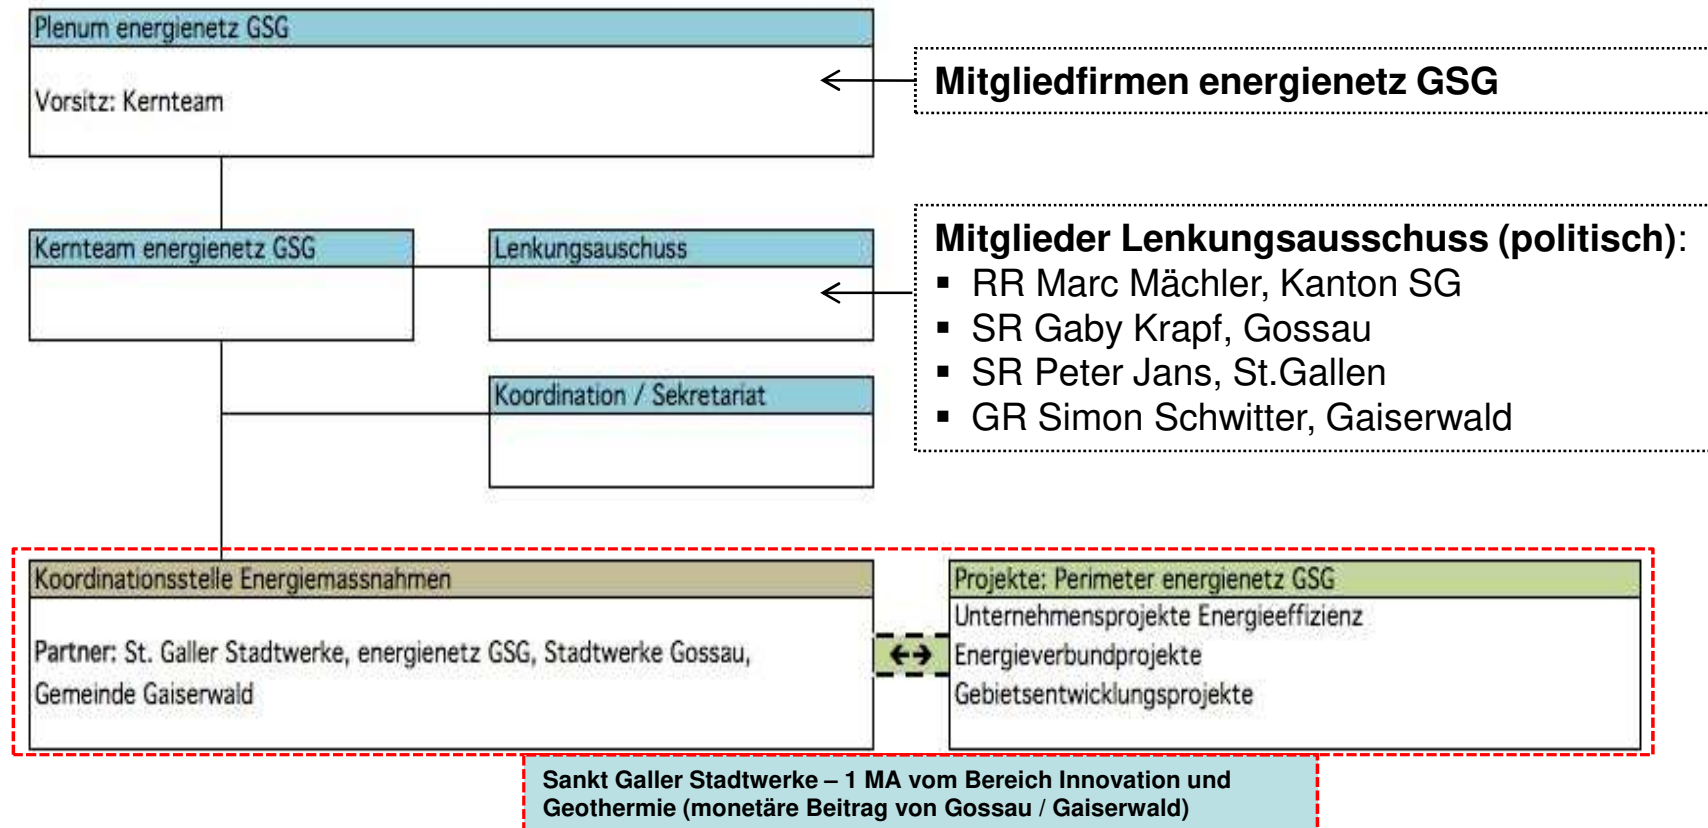 Plenum energienetz GSG
Vorsitz: Kernteam
Mitgliedfirmen energienetz GSG
Kernteam energienetz GSG
Lenkungsauschuss
Mitglieder Lenkungsausschuss (politisch):
▪ RR Marc Mächler, Kanton SG
▪ SR Gaby Krapf, Gossau
▪ SR Peter Jans, St.Gallen
▪ GR Simon Schwitter, Gaiserwald
Koordination / Sekretariat
Koordinationsstelle Energiemassnahmen
Partner: St. Galler Stadtwerke, energienetz GSG, Stadtwerke Gossau,
Gemeinde Gaiserwald
Projekte: Perimeter energienetz GSG
Unternehmensprojekte Energieeffizienz
Energieverbundprojekte
Gebietsentwicklungsprojekte
Sankt Galler Stadtwerke – 1 MA vom Bereich Innovation und
Geothermie (monetäre Beitrag von Gossau / Gaiserwald)